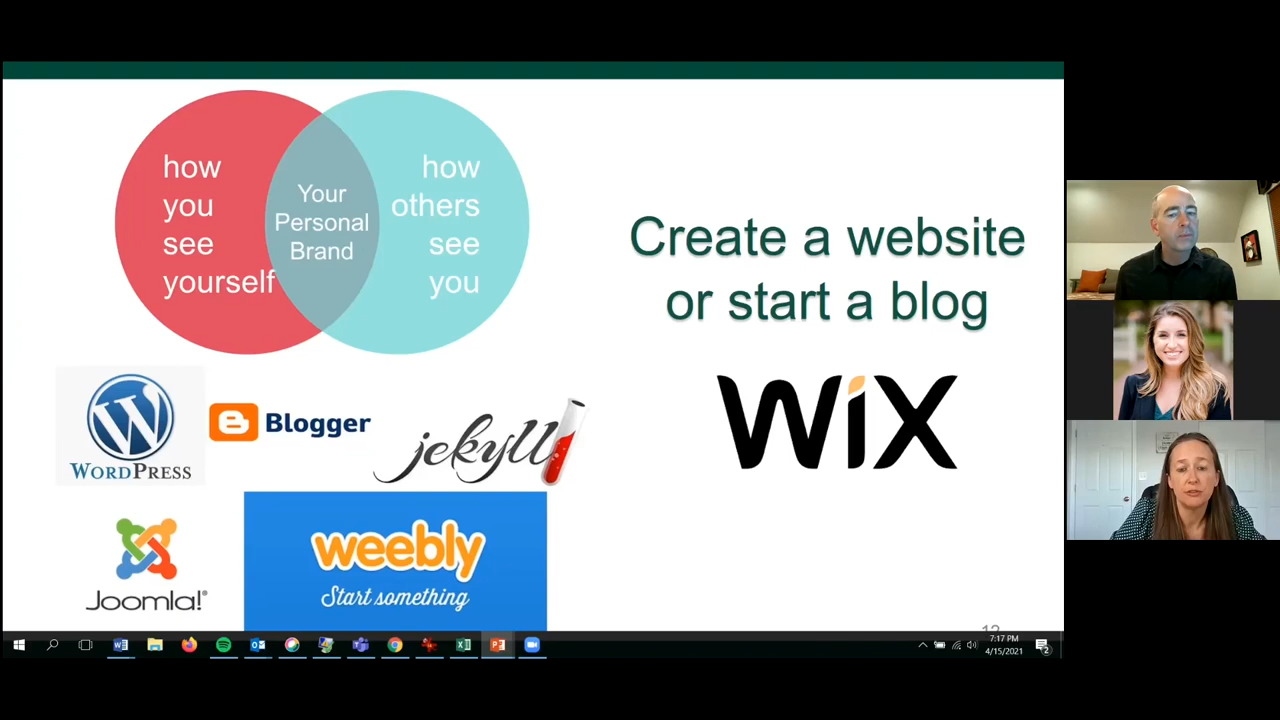 how
you
see
yourself
Your
Personal
Brand
how
others
see
you
Create a website
or start a blog
WORDPRESS
Blogger
jekyll
WiX
Joomla!®
weebly
Start something
7:17 PM
4/15/2021
2